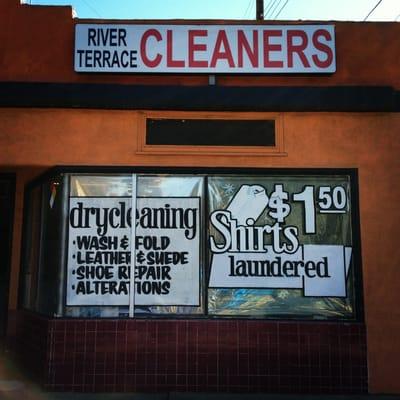 RIVER
TERRACE CLEANERS
drycleaning
• WASH & FOLD
• LEATHER & SUEDE
• SHOE REPAIR
• ALTERATIONS
$1.50
Shirts
laundered